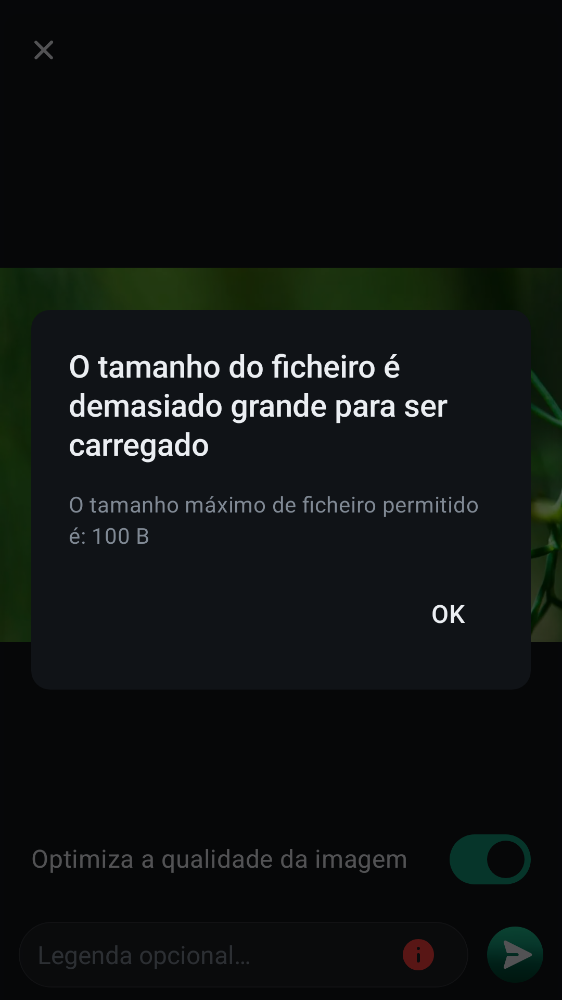 O tamanho do ficheiro é
demasiado grande para ser
carregado
O tamanho máximo de ficheiro permitido
é: 100 B
OK
Optimiza a qualidade da imagem
Legenda opcional…